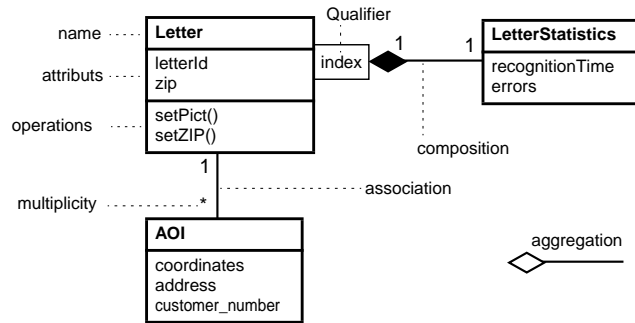 Qualifier
name
Letter
1
1
LetterStatistics
attributs
letterId
zip
index
recognitionTime
errors
operations
setPict()
setZIP()
composition
1
multiplicity
*
association
AOI
coordinates
address
customer_number
aggregation